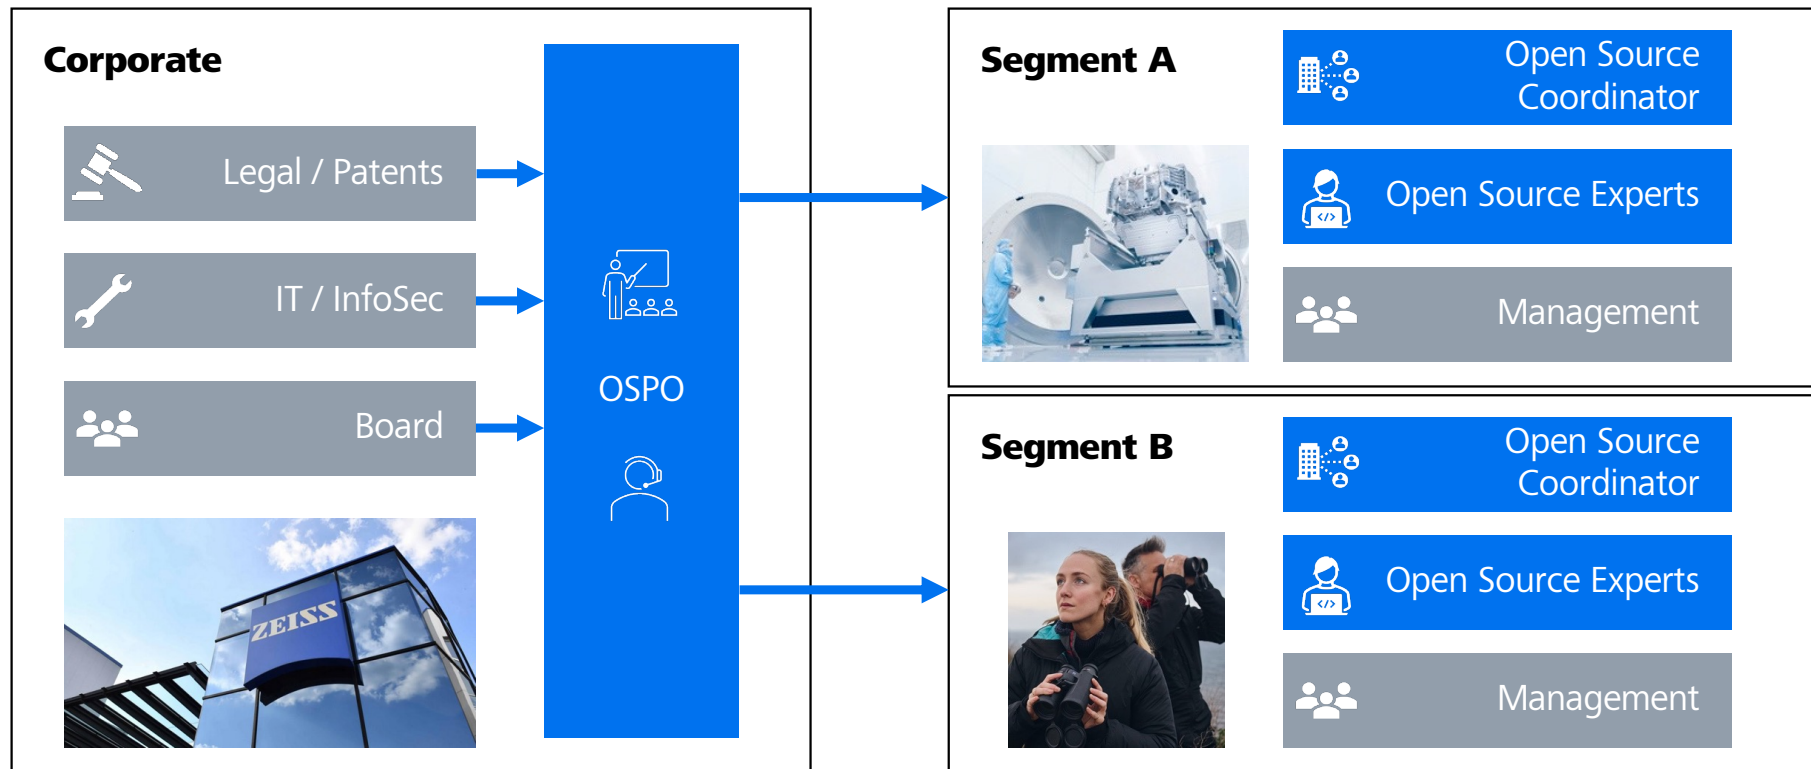 Corporate
Legal / Patents
IT / InfoSec
Board
ZEISS
OSPO
Segment A
Open Source
Coordinator
Open Source Experts
</>
Management
Segment B
Open Source
Coordinator
Open Source Experts
</>
Management